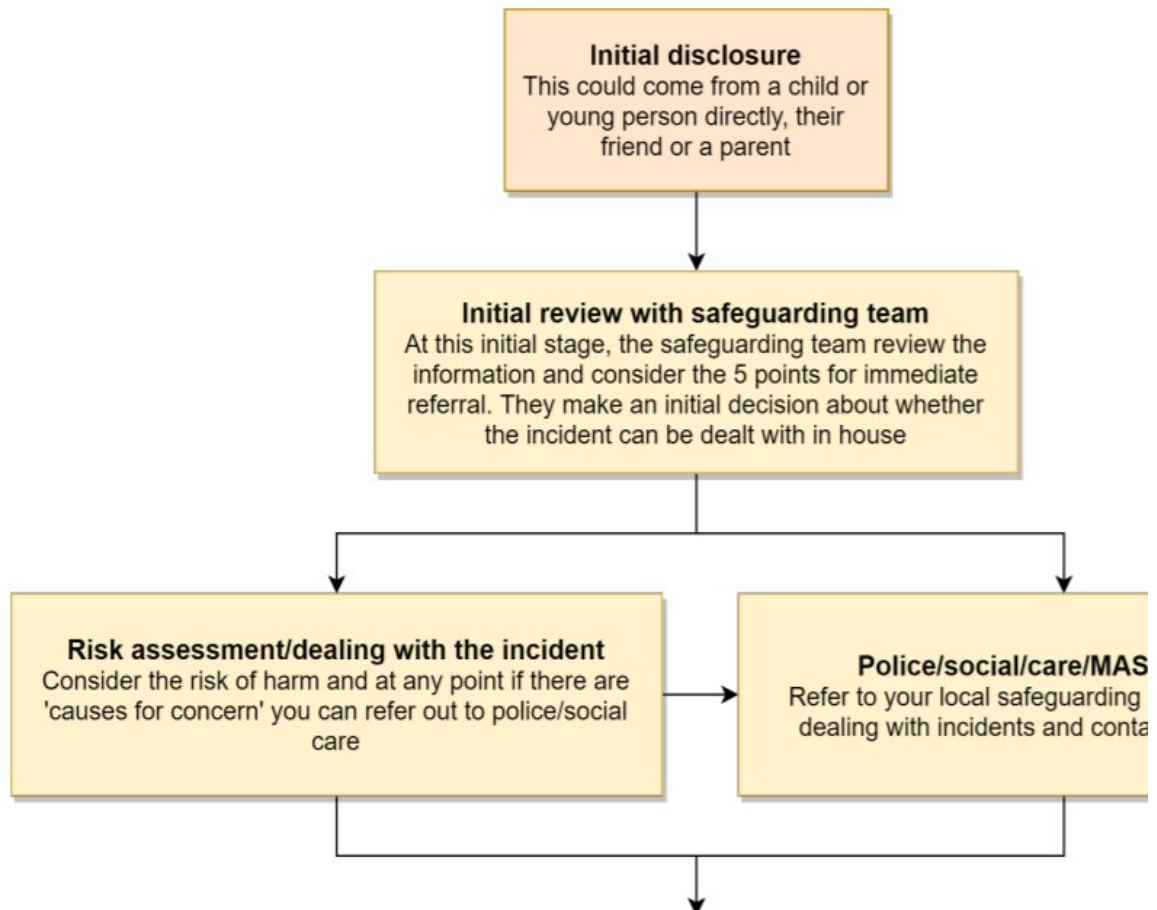 Initial disclosure
This could come from a child or
young person directly, their
friend or a parent
Initial review with safeguarding team
At this initial stage, the safeguarding team review the
information and consider the 5 points for immediate
referral. They make an initial decision about whether
the incident can be dealt with in house
Risk assessment/dealing with the incident
Consider the risk of harm and at any point if there are
'causes for concern' you can refer out to police/social
care
Police/social/care/MAS
Refer to your local safeguarding
dealing with incidents and conta